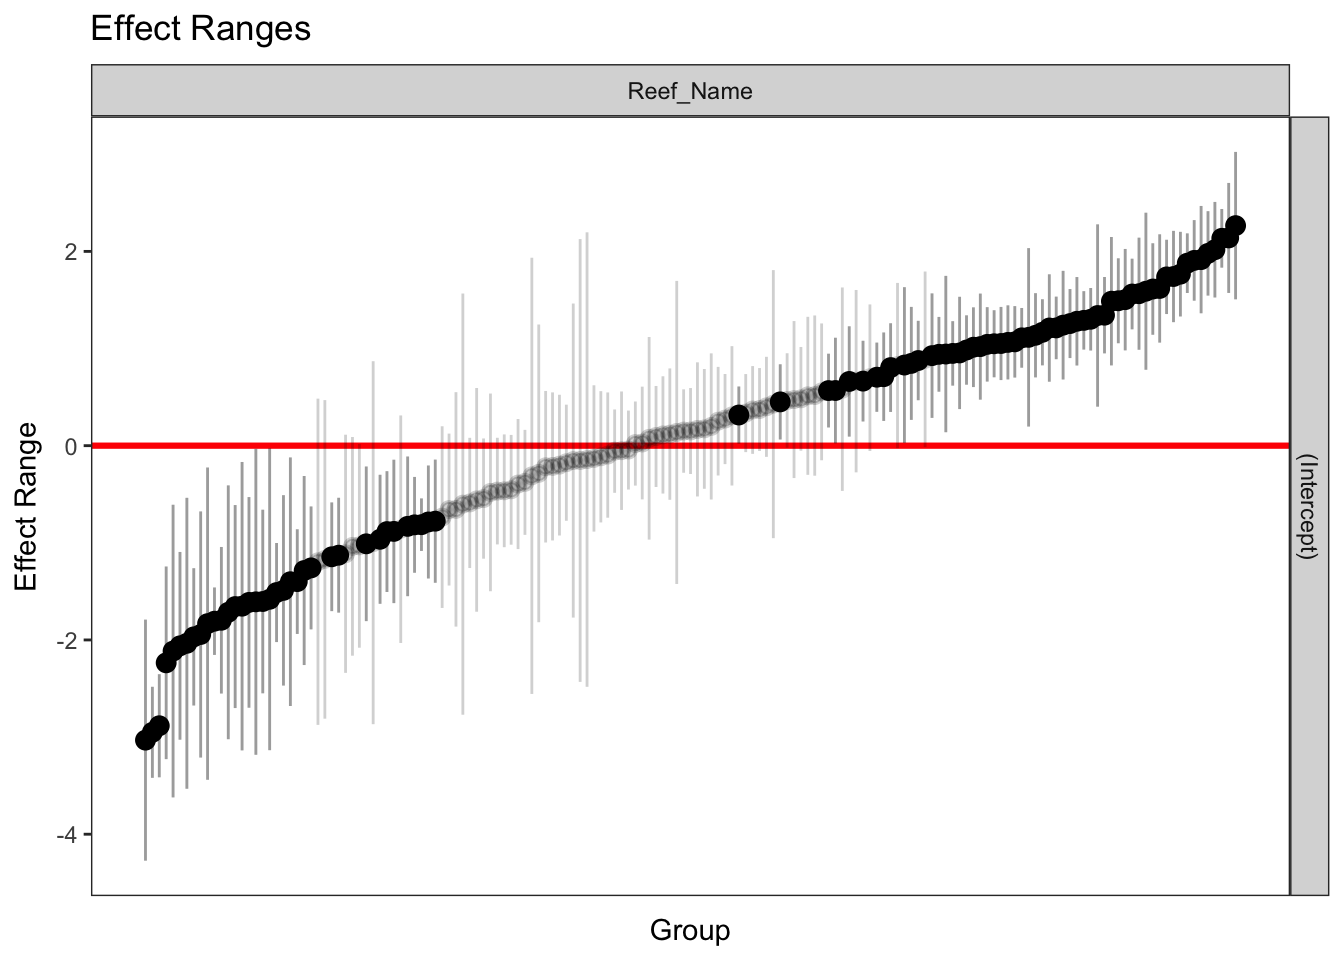 Effect Ranges
Reef_Name
2
0
-2
-4
Effect Range
(Intercept)
Group